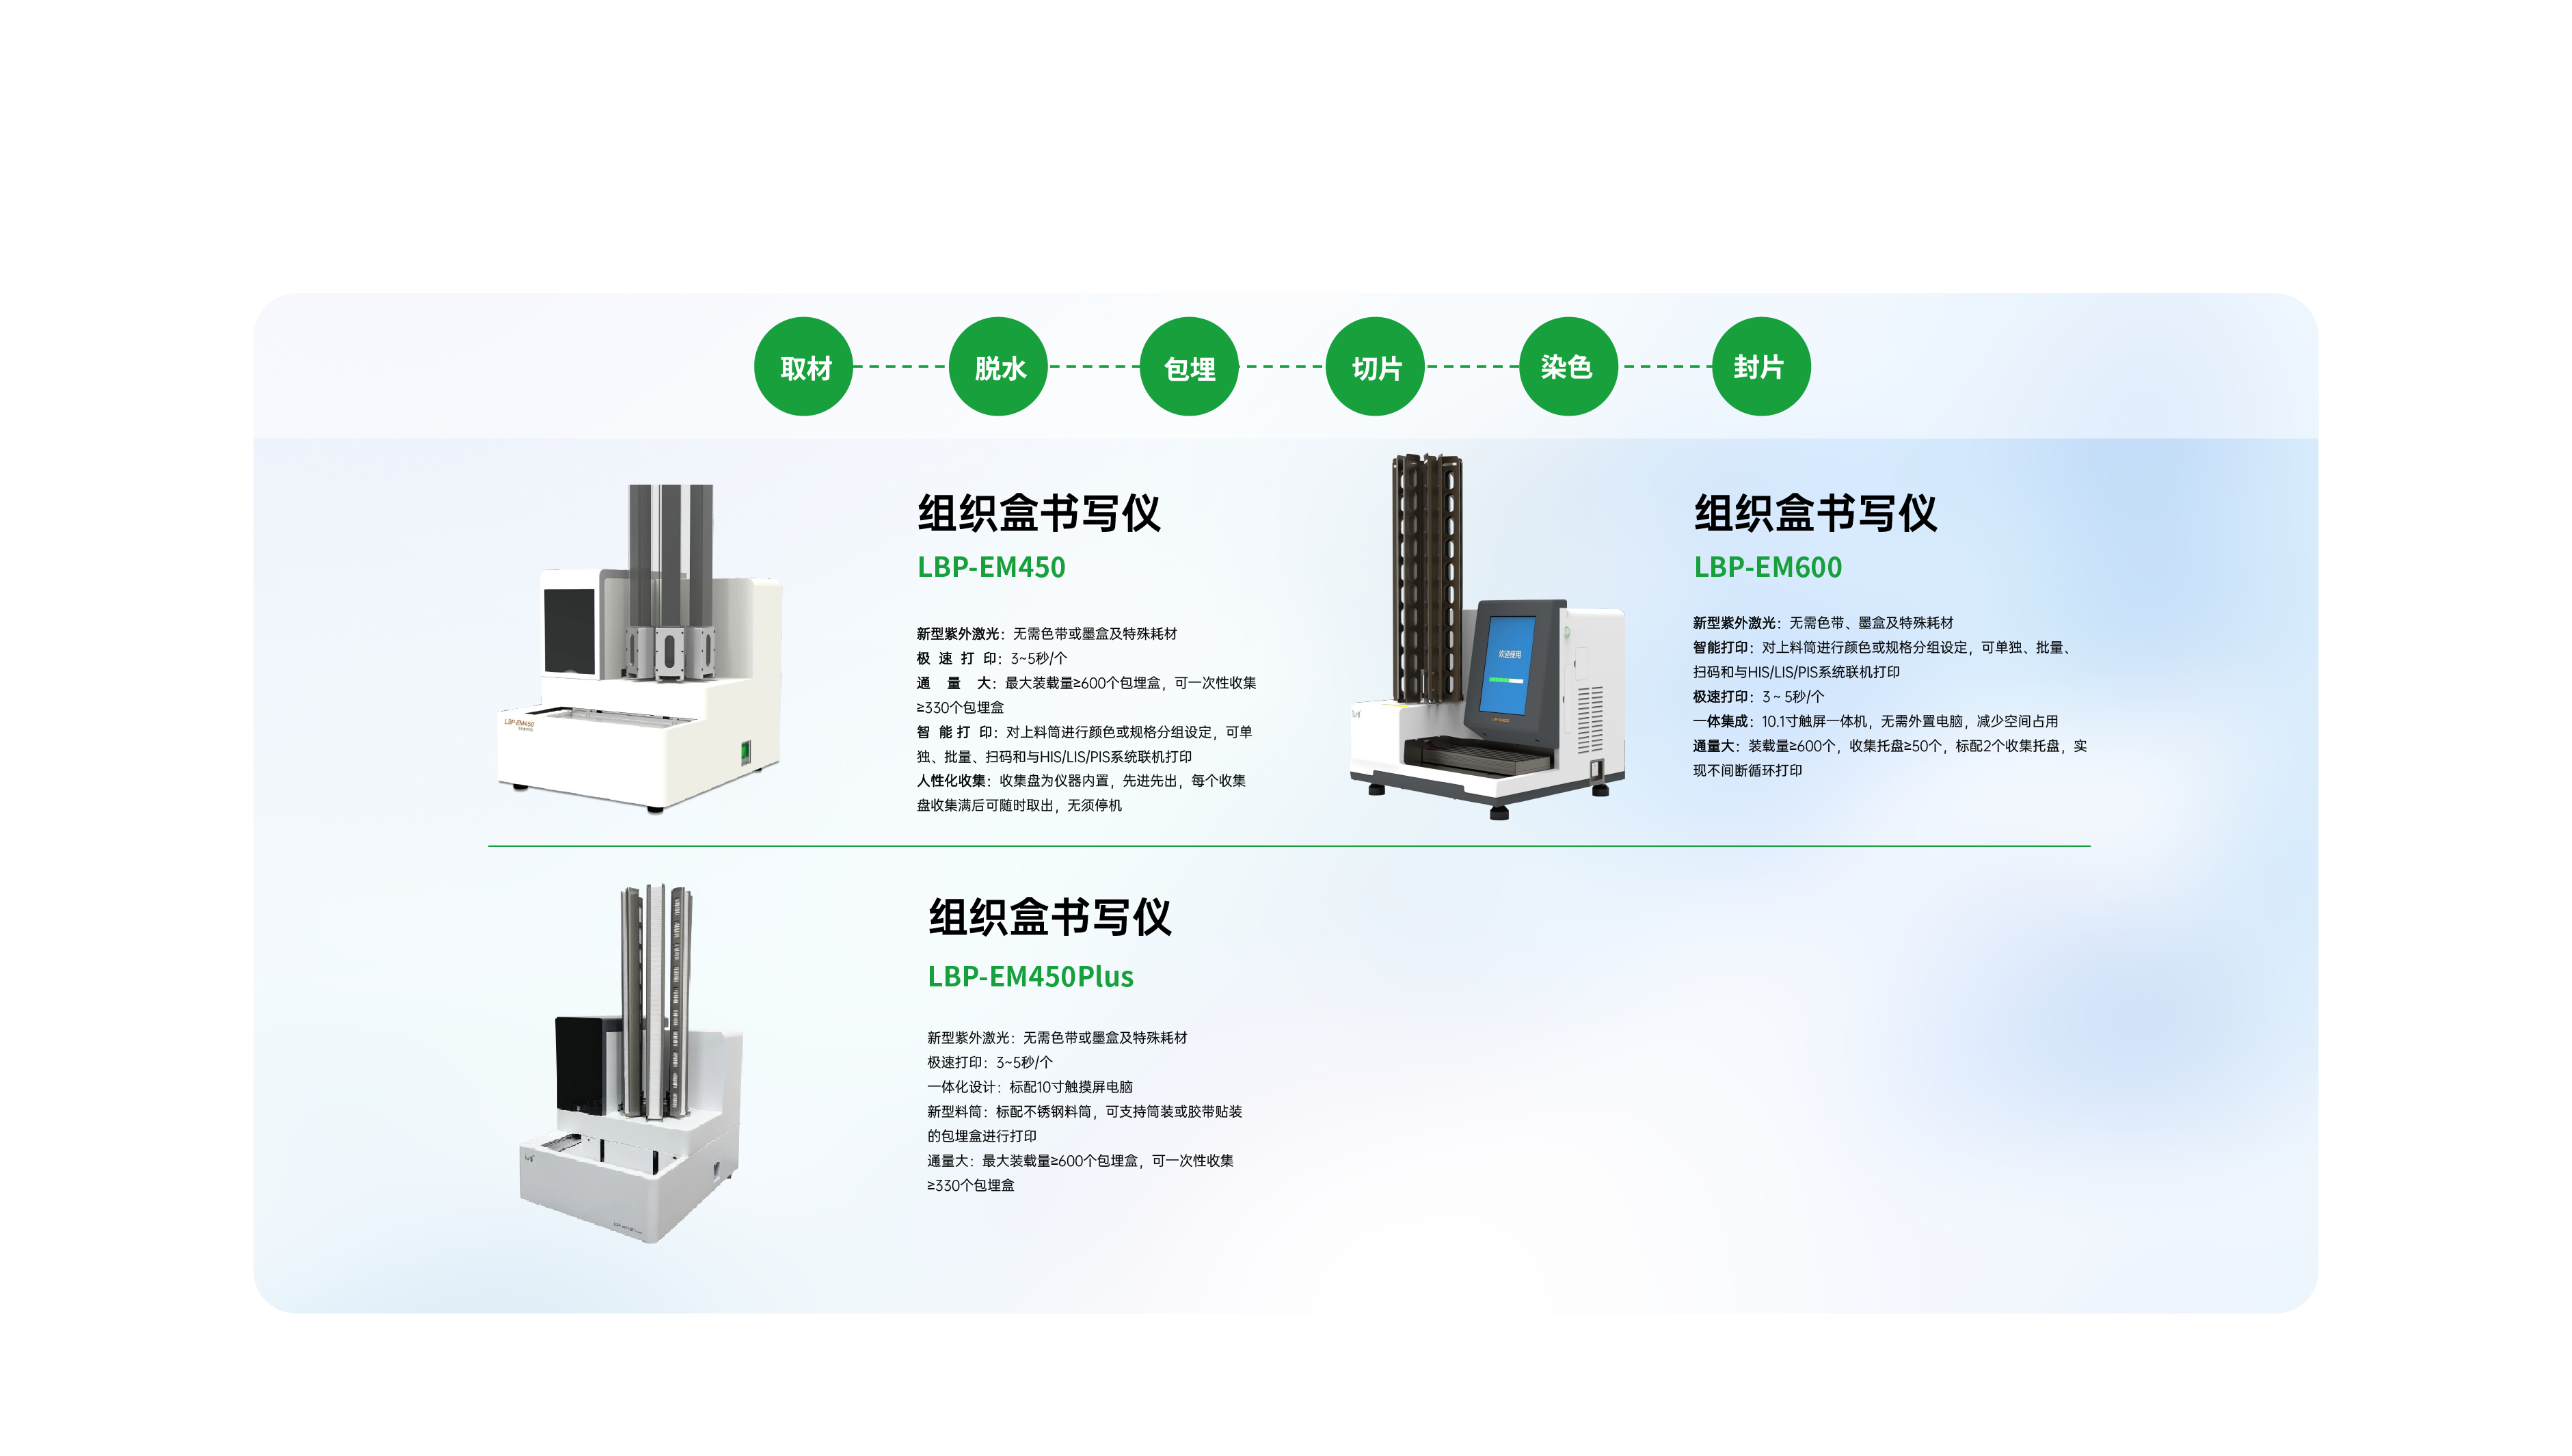 取材
脱水
包埋
切片
染色
封片
组织盒书写仪
LBP-EM450
新型紫外激光：无需色带或墨盒及特殊耗材
极 速 打 印：3~5秒/个
通 量 大：最大装载量≥600个包埋盒，可一次性收集
≥330个包埋盒
智 能 打 印：对上料筒进行颜色或规格分组设定，可单
独、批量、扫码和与HIS/LIS/PIS系统联机打印
人性化收集：收集盘为仪器内置，先进先出，每个收集
盘收集满后可随时取出，无须停机
LBP-EM450
欢迎使用
组织盒书写仪
LBP-EM600
新型紫外激光：无需色带、墨盒及特殊耗材
智能打印：对上料筒进行颜色或规格分组设定，可单独、批量、
扫码和与HIS/LIS/PIS系统联机打印
极速打印：3 ~ 5秒/个
一体集成：10.1寸触屏一体机，无需外置电脑，减少空间占用
通量大：装载量≥600个，收集托盘≥50个，标配2个收集托盘，实
现不间断循环打印
组织盒书写仪
LBP-EM450Plus
新型紫外激光：无需色带或墨盒及特殊耗材
极速打印：3~5秒/个
一体化设计：标配10寸触摸屏电脑
新型料筒：标配不锈钢料筒，可支持筒装或胶带贴装
的包埋盒进行打印
通量大：最大装载量≥600个包埋盒，可一次性收集
≥330个包埋盒